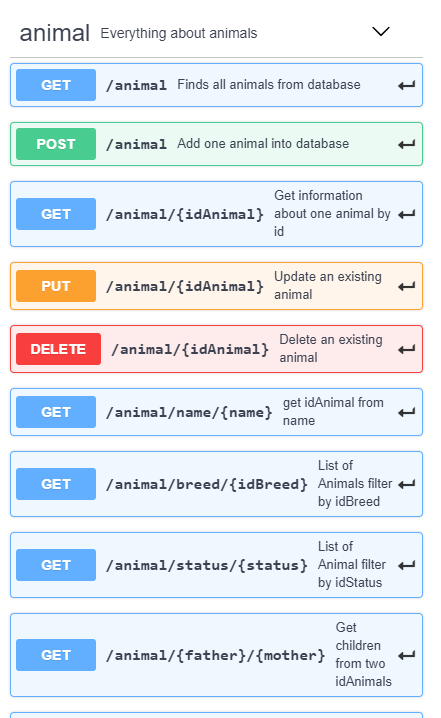 animal Everything about animals
GET /animal Finds all animals from database
POST /animal Add one animal into database
GET /animal/{idAnimal} Get information
about one animal by
id
PUT /animal/{idAnimal} Update an existing
animal
DELETE /animal/{idAnimal} Delete an existing
animal
GET /animal/name/{name} get idAnimal from
name
GET /animal/breed/{idBreed} List of
Animals filter
by idBreed
GET /animal/status/{status} List of
Animal filter
by idStatus
GET /animal/{father}/{mother} Get
children
from two
idAnimals